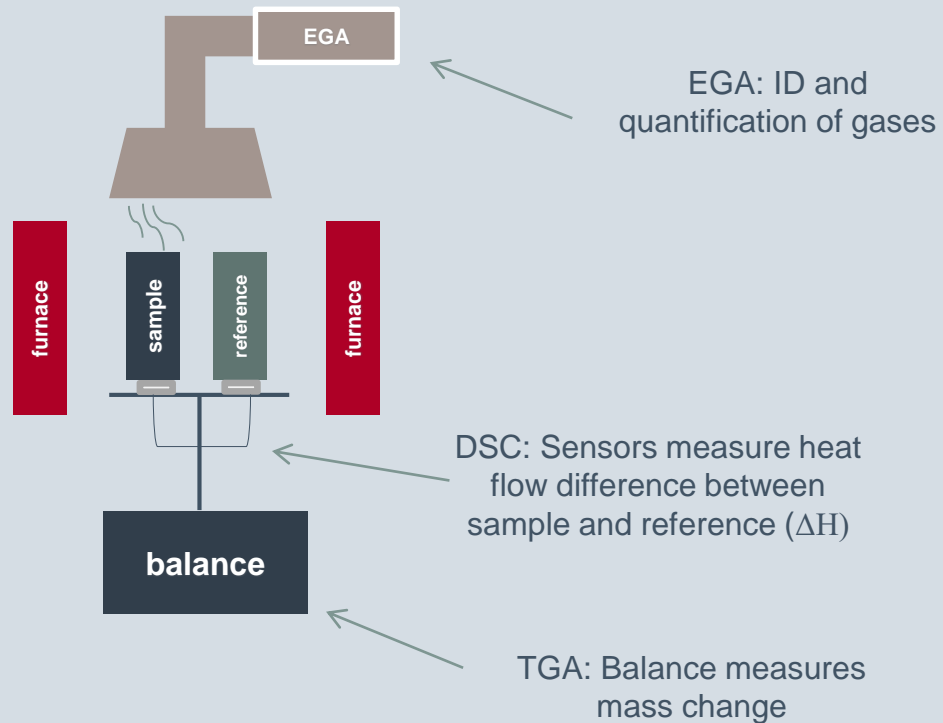 EGA
EGA: ID and
quantification of gases
furnace
sample
reference
furnace
DSC: Sensors measure heat
flow difference between
sample and reference (ΔH)
balance
TGA: Balance measures
mass change